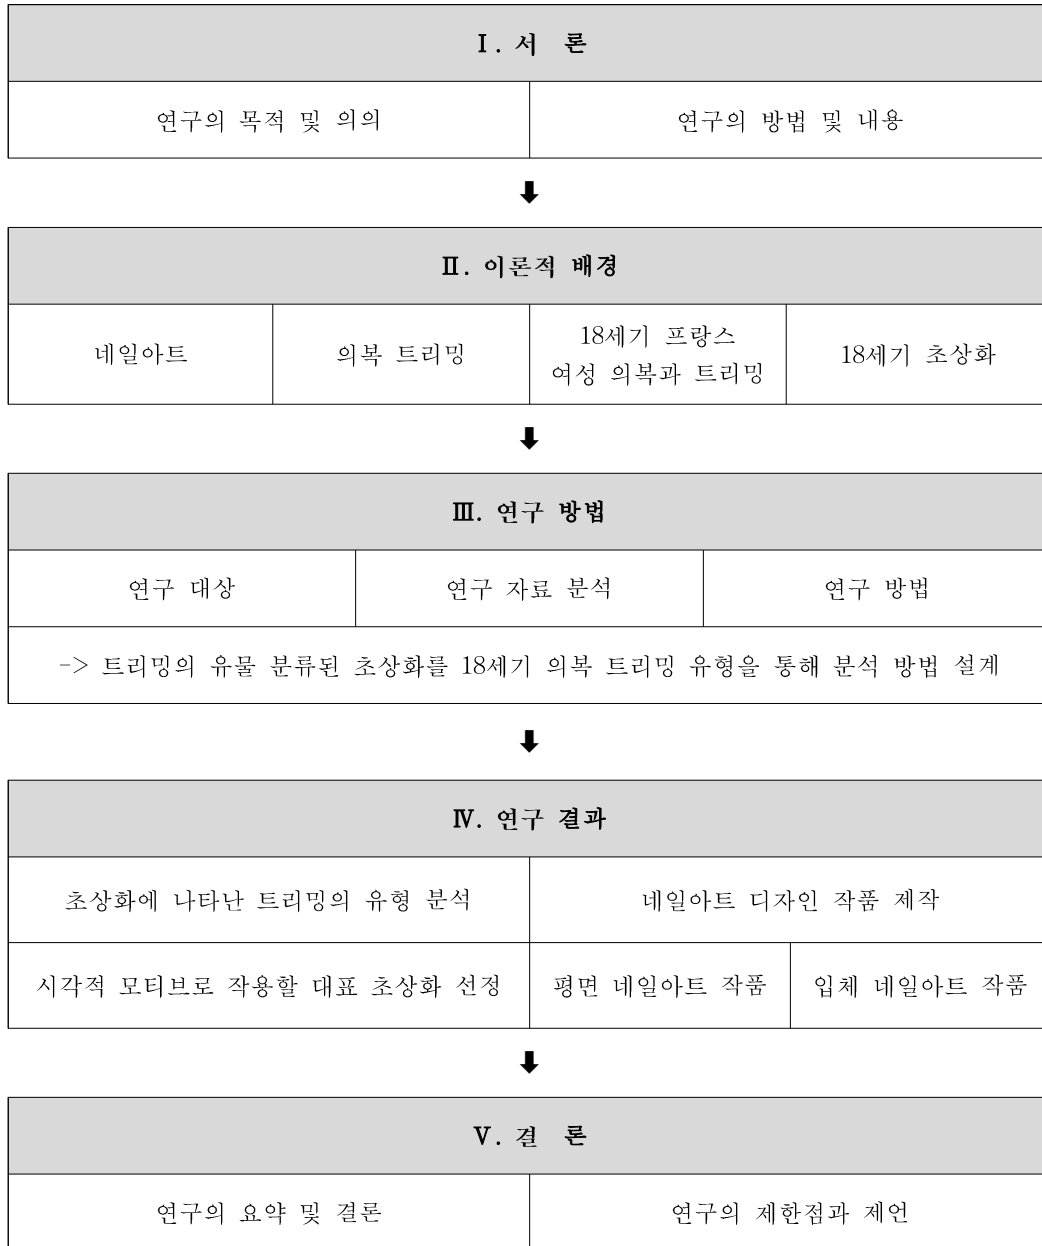 Ⅰ. 서 론
연구의 목적 및 의의
연구의 방법 및 내용
Ⅱ. 이론적 배경
네일아트
의복 트리밍
18세기 프랑스
여성 의복과 트리밍
18세기 초상화
Ⅲ. 연구 방법
연구 대상
연구 자료 분석
연구 방법
-> 트리밍의 유물 분류된 초상화를 18세기 의복 트리밍 유형을 통해 분석 방법 설계
Ⅳ. 연구 결과
초상화에 나타난 트리밍의 유형 분석
네일아트 디자인 작품 제작
시각적 모티브로 작용할 대표 초상화 선정
평면 네일아트 작품
입체 네일아트 작품
Ⅴ. 결 론
연구의 요약 및 결론
연구의 제한점과 제언